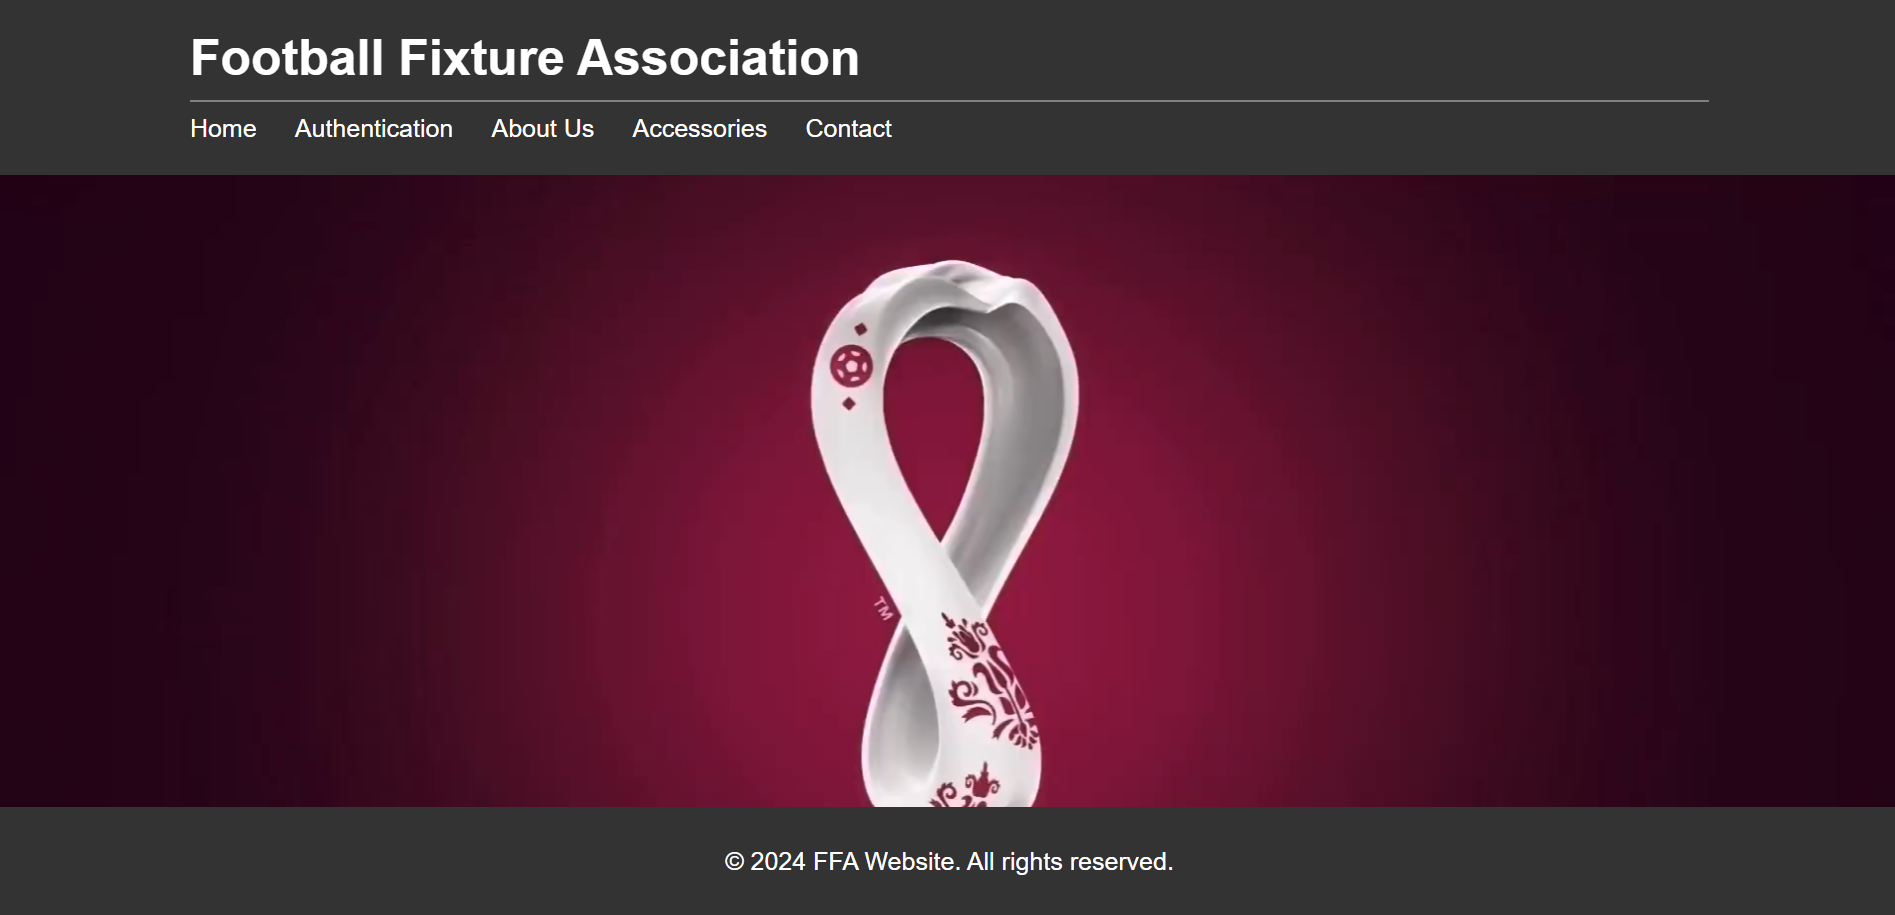 Football Fixture Association
Home Authentication About Us Accessories Contact
TM
© 2024 FFA Website. All rights reserved.